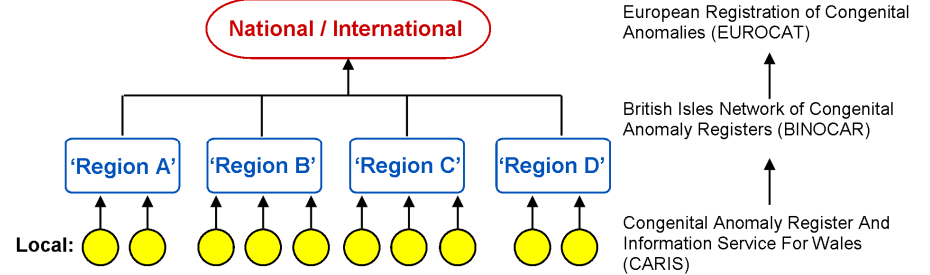 National / International
‘Region A’
‘Region B’
‘Region C’
‘Region D’
Local:
European Registration of Congenital
Anomalies (EUROCAT)
British Isles Network of Congenital
Anomaly Registers (BINOCAR)
Congenital Anomaly Register And
Information Service For Wales
(CARIS)